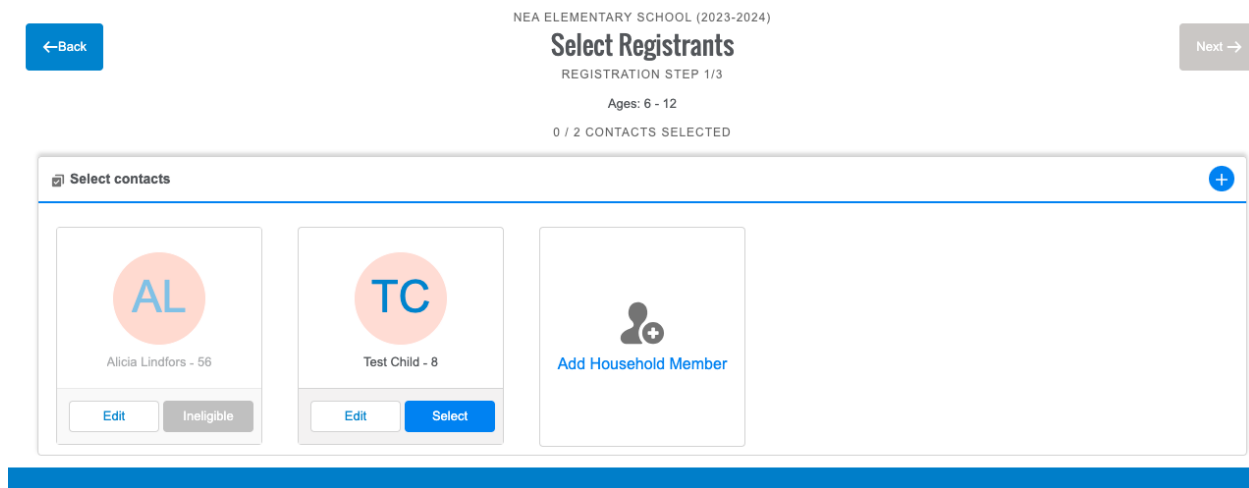 NEA ELEMENTARY SCHOOL (2023-2024)
←Back
Select Registrants
Next →
REGISTRATION STEP 1/3
Ages: 6 - 12
0 / 2 CONTACTS SELECTED
Select contacts
AL
Alicia Lindfors - 56
Edit
Ineligible
TC
Test Child - 8
Edit
Select
Add Household Member